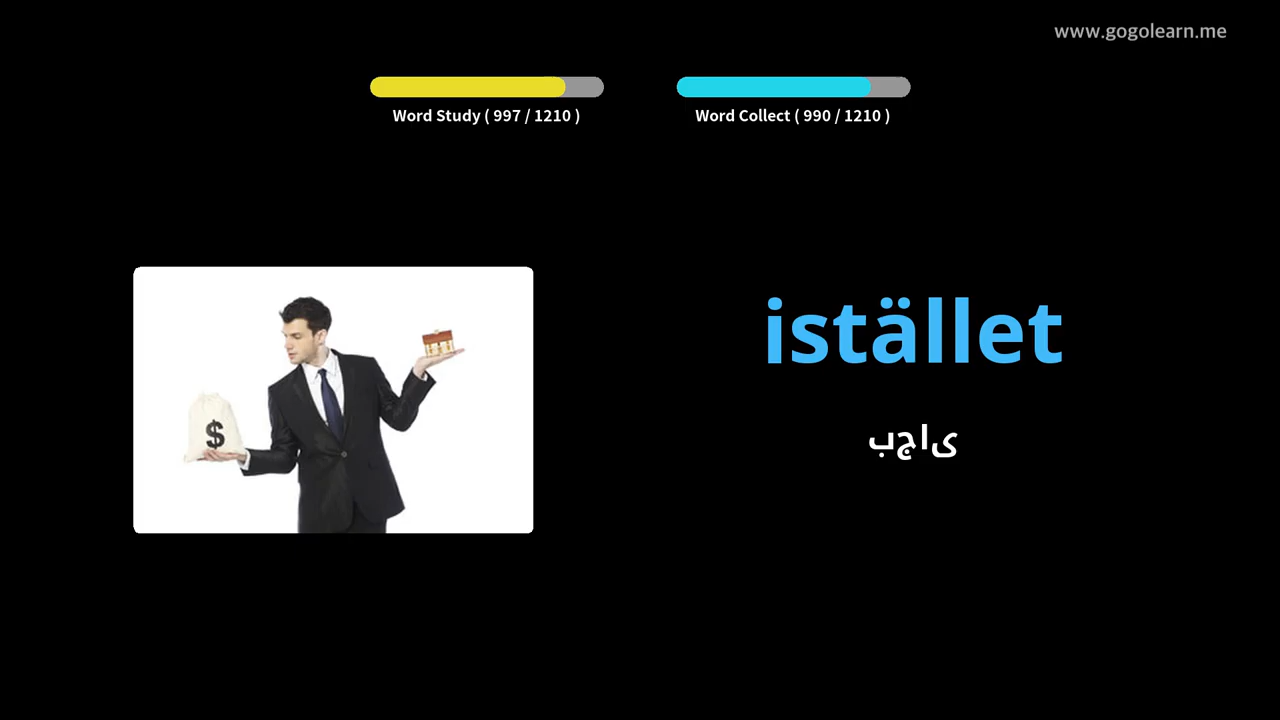 www.gogolearn.me
Word Study ( 997 / 1210 )
Word Collect ( 990 / 1210 )
istället
بجای
$